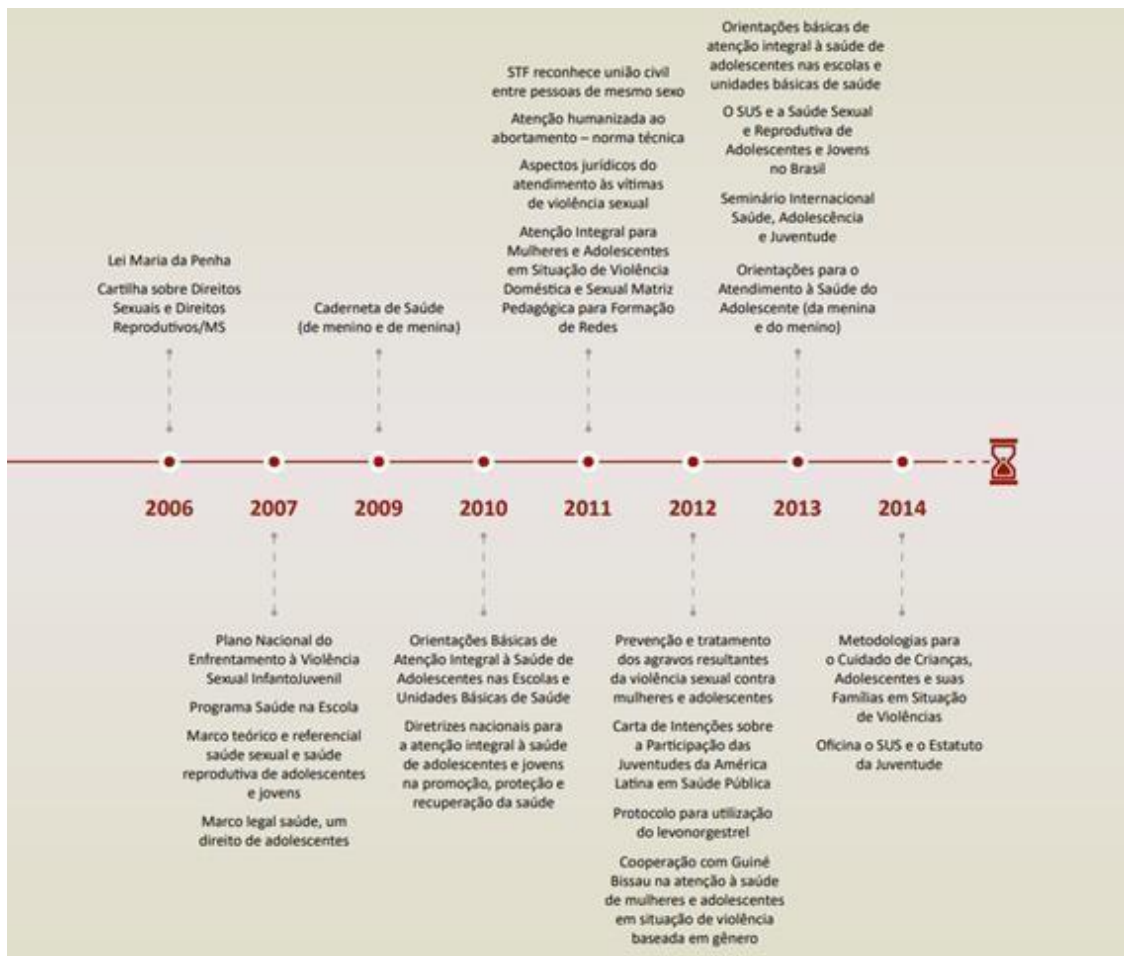 Lei Maria da Penha
Cartilha sobre Direitos
Sexuais e Direitos
Reprodutivos/MS
Caderneta de Saúde
(de menino e de menina)
STF reconhece união civil
entre pessoas de mesmo sexo
Atenção humanizada ao
abortamento – norma técnica
Aspectos jurídicos do
atendimento às vítimas
de violência sexual
Atenção Integral para
Mulheres e Adolescentes
em Situação de Violência
Doméstica e Sexual Matriz
Pedagógica para Formação
de Redes
Orientações básicas de
atenção integral à saúde de
adolescentes nas escolas e
unidades básicas de saúde
O SUS e a Saúde Sexual
e Reprodutiva de
Adolescentes e Jovens
no Brasil
Seminário Internacional
Saúde, Adolescência
e Juventude
Orientações para o
Atendimento à Saúde do
Adolescente (da menina
e do menino)
2006 2007 2009 2010 2011 2012 2013 2014
Plano Nacional do
Enfrentamento à Violência
Sexual InfantoJuvenil
Programa Saúde na Escola
Marco teórico e referencial
saúde sexual e saúde
reprodutiva de adolescentes
e jovens
Marco legal saúde, um
direito de adolescentes
Orientações Básicas de
Atenção Integral à Saúde de
Adolescentes nas Escolas e
Unidades Básicas de Saúde
Diretrizes nacionais para
a atenção integral à saúde
de adolescentes e jovens
na promoção, proteção e
recuperação da saúde
Prevenção e tratamento
dos agravos resultantes
da violência sexual contra
mulheres e adolescentes
Carta de Intenções sobre
a Participação das
Juventudes da América
Latina em Saúde Pública
Protocolo para utilização
do levonorgestrel
Cooperação com Guiné
Bissau na atenção à saúde
de mulheres e adolescentes
em situação de violência
baseada em gênero
Metodologias para
o Cuidado de Crianças,
Adolescentes e suas
Famílias em Situação
de Violências
Oficina o SUS e o Estatuto
da Juventude